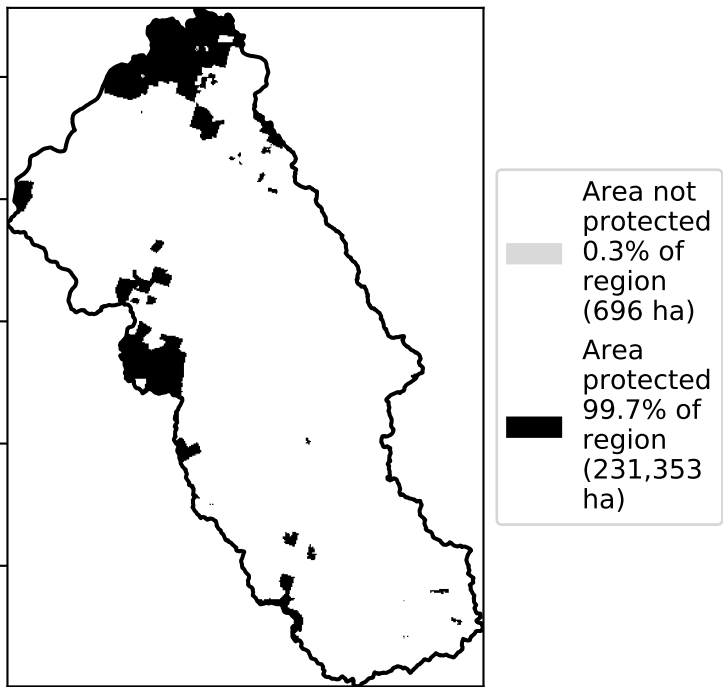 Area not
protected
0.3% of
region
(696 ha)
Area
protected
99.7% of
region
(231,353
ha)